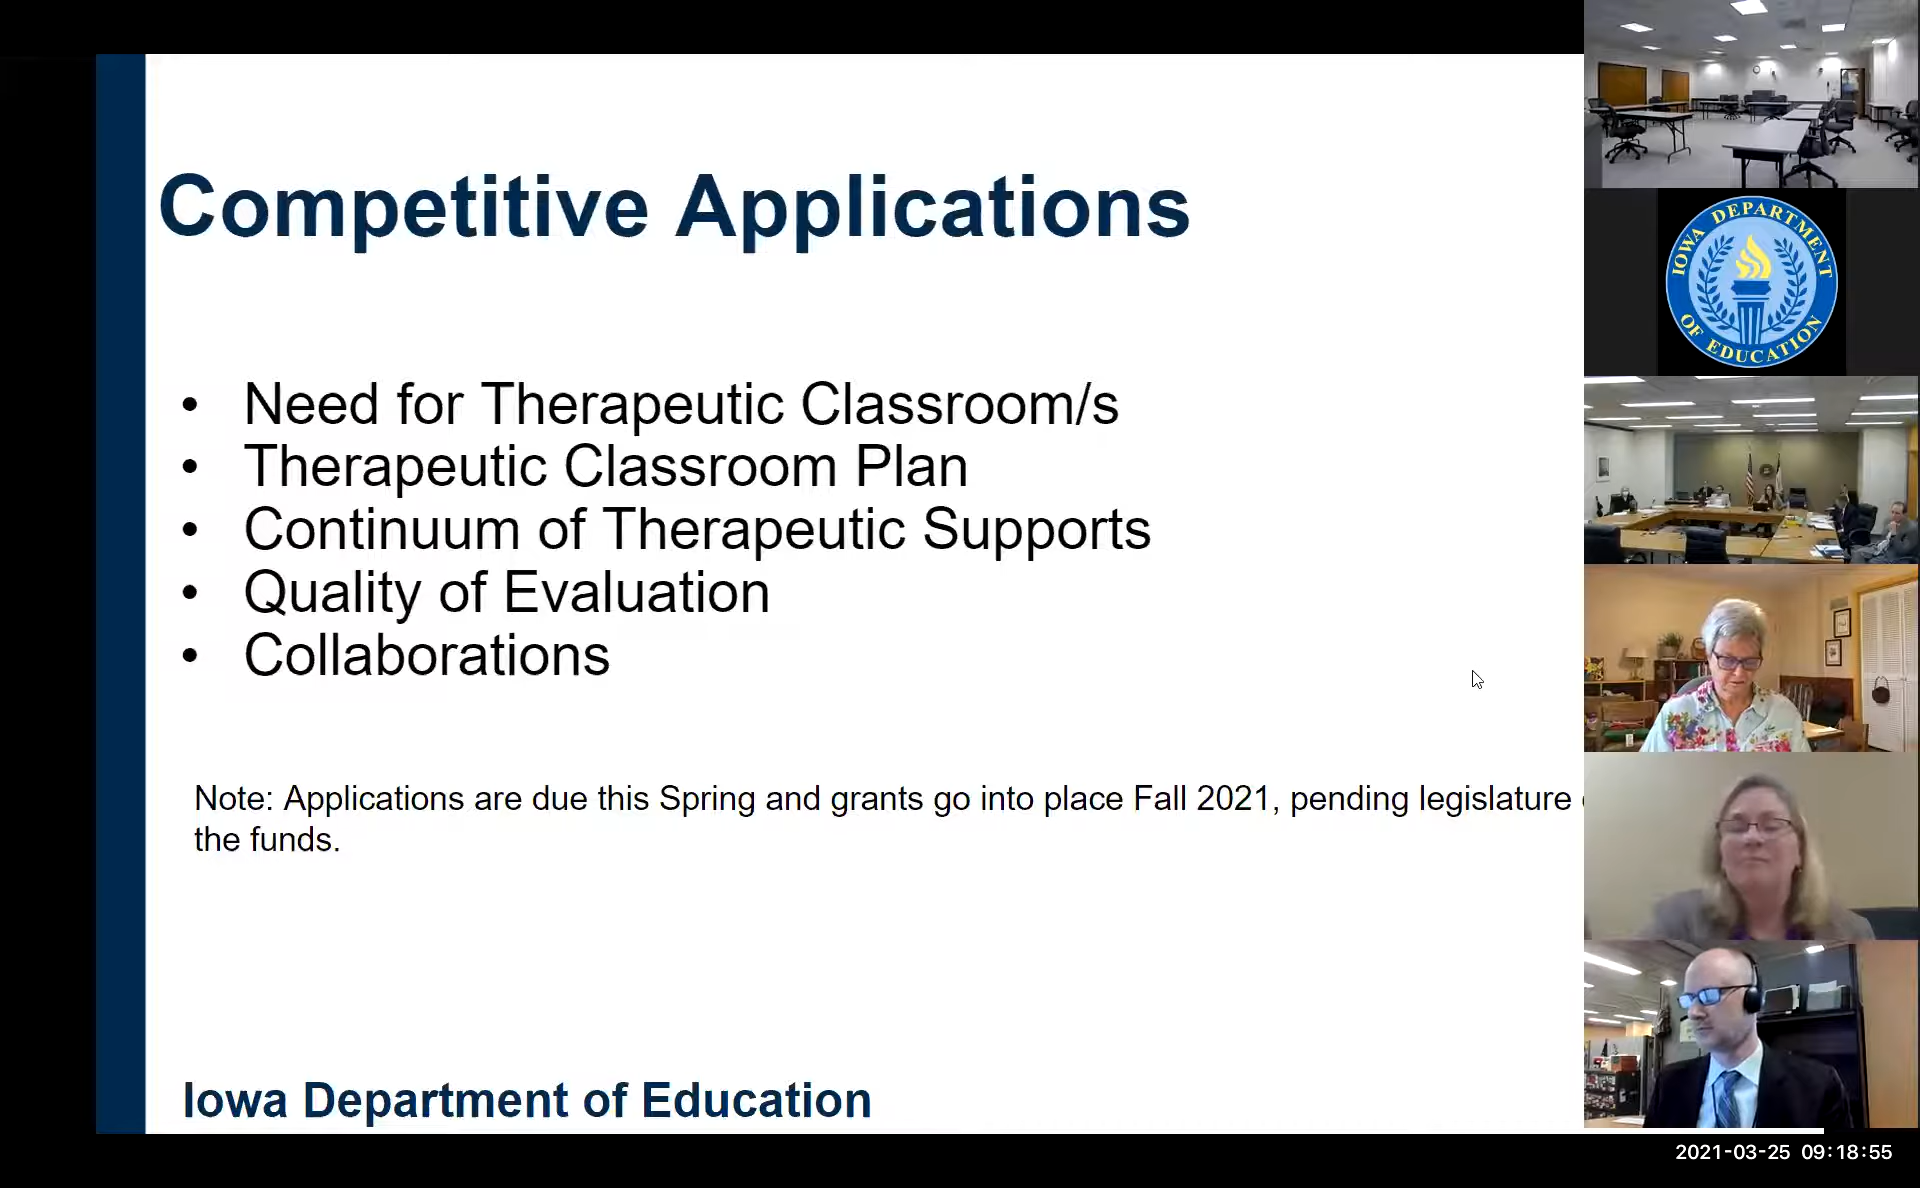 Competitive Applications
• Need for Therapeutic Classroom/s
• Therapeutic Classroom Plan
• Continuum of Therapeutic Supports
• Quality of Evaluation
• Collaborations
Note: Applications are due this Spring and grants go into place Fall 2021, pending legislature
the funds.
Iowa Department of Education
IOWA DEPARTMENT
OF EDUCATION
2021-03-25 09:18:55